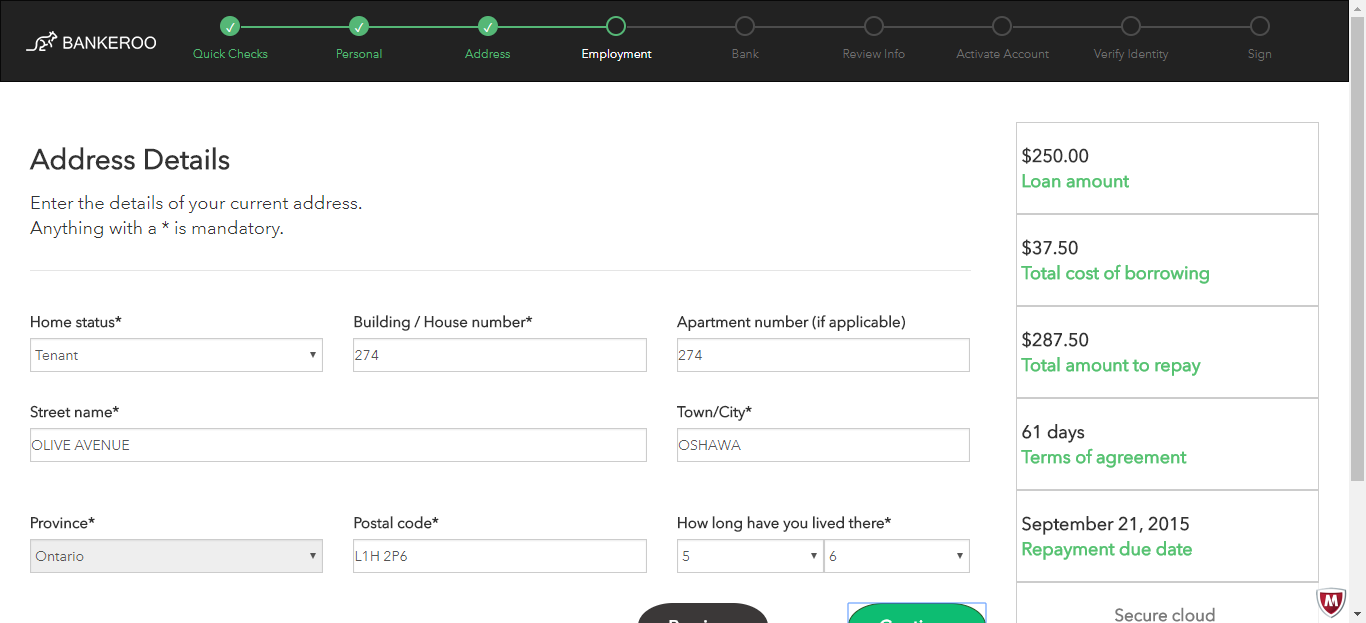 BANKEROO
Quick Checks
Personal
Address
Employment
Bank
Review Info
Activate Account
Verify Identity
Sign
Address Details
Enter the details of your current address.
Anything with a * is mandatory.
Home status*
Building / House number*
Apartment number (if applicable)
Tenant
274
274
Street name*
Town/City*
OLIVE AVENUE
OSHAWA
Province*
Postal code*
How long have you lived there*
Ontario
L1H 2P6
5
6
$250.00
Loan amount
$37.50
Total cost of borrowing
$287.50
Total amount to repay
61 days
Terms of agreement
September 21, 2015
Repayment due date
Secure cloud